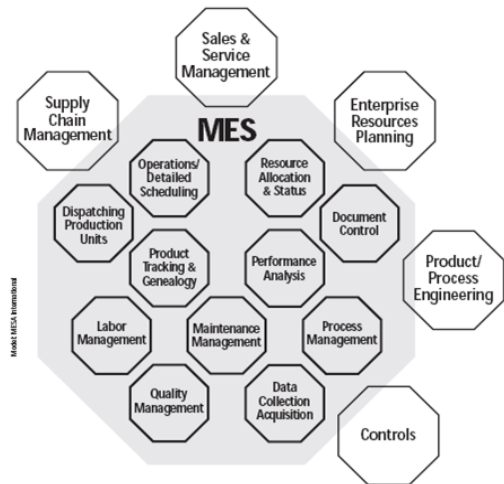 Sales &
Service
Management
Supply
Chain
Management
Enterprise
Resources
Planning
MES
Operations/
Detailed
Scheduling
Resource
Allocation
& Status
Dispatching
Production
Units
Document
Control
Product
Tracking &
Genealogy
Performance
Analysis
Product/
Process
Engineering
Labor
Management
Maintenance
Management
Process
Management
Quality
Management
Data
Collection
Acquisition
Controls
Model: MESA International